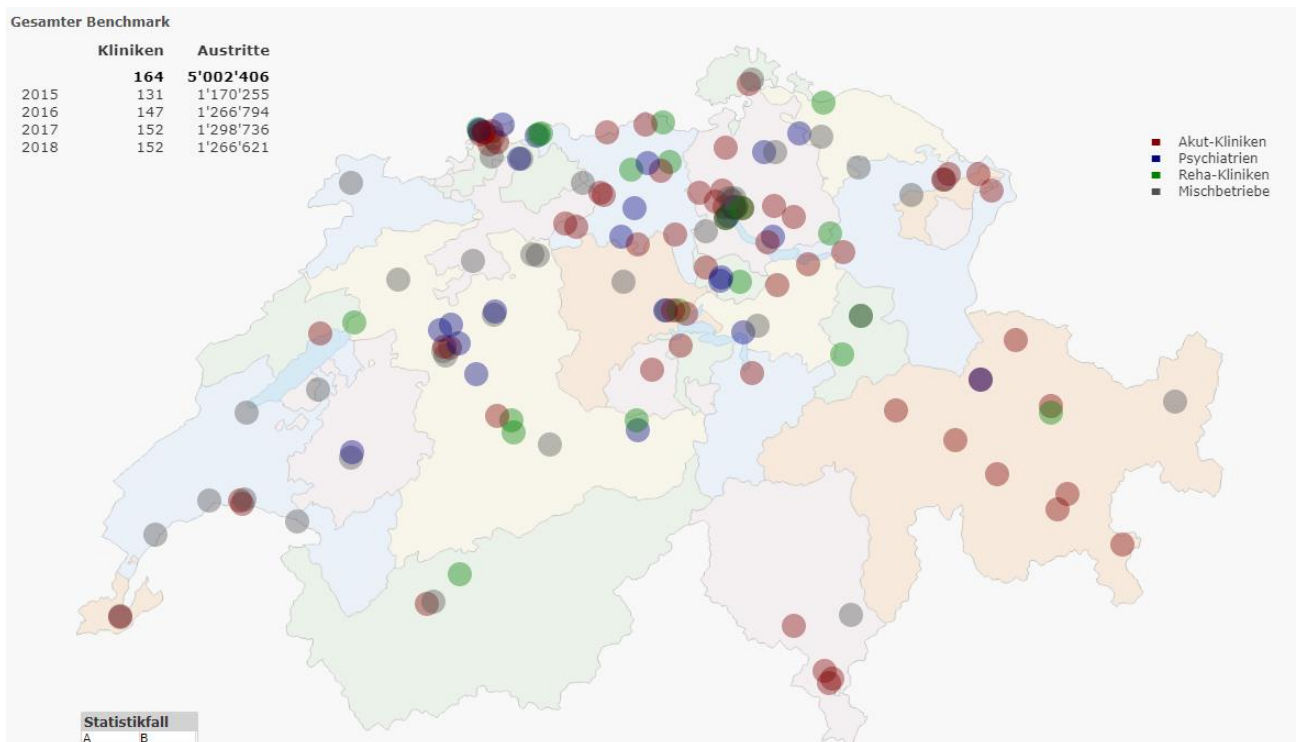 Gesamter Benchmark
Kliniken Austritte
164 5'002'406
2015 131 1'170'255
2016 147 1'266'794
2017 152 1'298'736
2018 152 1'266'621
Akut-Kliniken
Psychiatrien
Reha-Kliniken
Mischbetriebe
Statistikfall
A B